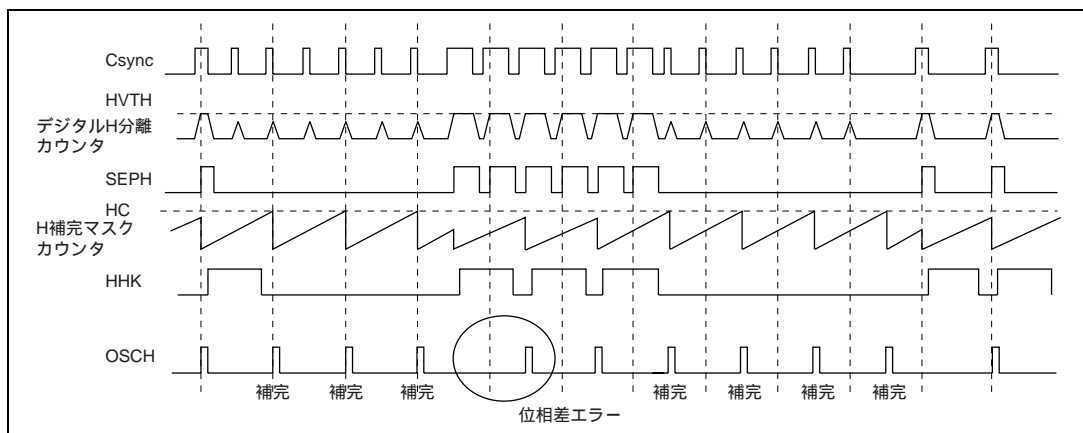 Csync
HVTH
デジタルH分離
カウンタ
SEPH
HC
H補完マスク
カウンタ
HHK
OSCH
補完 補完 補完 補完 補完 補完 補完
位相差エラー